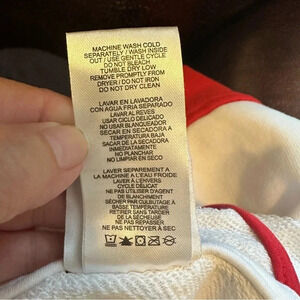 MACHINE WASH COLD
SEPARATELY / WASH INSIDE
OUT / USE GENTLE CYCLE
DO NOT BLEACH
TUMBLE DRY LOW
REMOVE PROMPTLY FROM
DRYER / DO NOT IRON
DO NOT DRY CLEAN
LAVAR EN LAVADORA
CON AGUA FRIA SEPARADO
LAVAR AL REVES
USAR CICLO DELICADO
NO USAR BLANQUEADOR
SECAR EN SECADORA A
TEMPERATURA BAJA
SACAR DE LA SECADORA
INMEDIATAMENTE
NO PLANCHAR
NO LIMPIAR EN SECO
LAVER SEPAREMENT A
LA MACHINE A L'EAU FROIDE
LAVER A L'ENVERS
CYCLE DÉLICAT
NE PAS UTILISER D'AGENT
DE BLANCHIMENT
SÉCHER PAR CULBUTAGE À
BASSE TEMPÉRATURE
RETIRER SANS TARDER
DE LA SÉCHEUSE
NE PAS REPASSER
NE PAS NETTOYER À SEC